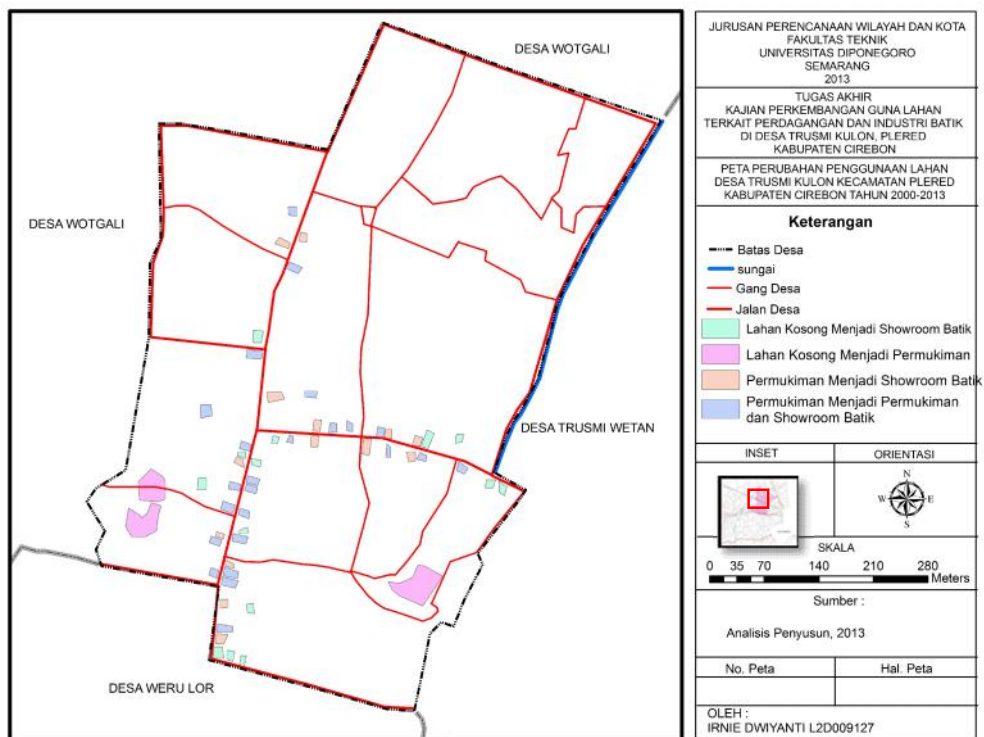 DESA WOTGALI
DESA WOTGALI
DESA TRUSMI WETAN
DESA WERU LOR
JURUSAN PERENCANAAN WILAYAH DAN KOTA
FAKULTAS TEKNIK
UNIVERSITAS DIPONEGORO
SEMARANG
2013
TUGAS AKHIR
KAJIAN PERKEMBANGAN GUNA LAHAN
TERKAIT PERDAGANGAN DAN INDUSTRI BATIK
DI DESA TRUSMI KULON, PLERED
KABUPATEN CIREBON
PETA PERUBAHAN PENGGUNAAN LAHAN
DESA TRUSMI KULON KECAMATAN PLERED
KABUPATEN CIREBON TAHUN 2000-2013
Keterangan
Batas Desa
sungai
Gang Desa
Jalan Desa
Lahan Kosong Menjadi Showroom Batik
Lahan Kosong Menjadi Permukiman
Permukiman Menjadi Showroom Batik
Permukiman Menjadi Permukiman
dan Showroom Batik
INSET
ORIENTASI
N
W E
S
SKALA
0 35 70 140 210 280
Meters
Sumber :
Analisis Penyusun, 2013
No. Peta
Hal. Peta
OLEH :
IRNIE DWIYANTI L2D009127